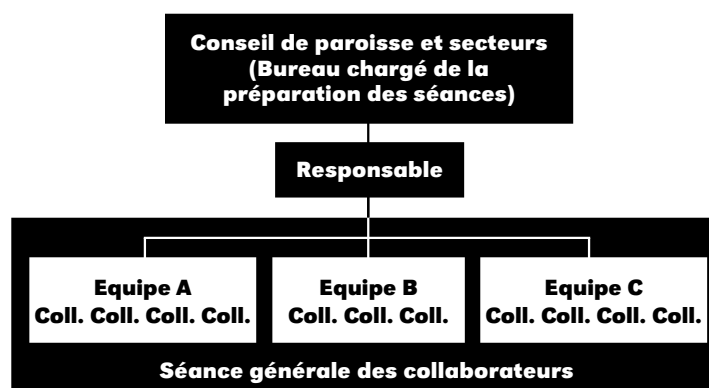 Conseil de paroisse et secteurs
(Bureau chargé de la
préparation des séances)
Responsable
Equipe A
Coll. Coll. Coll. Coll.
Equipe B
Coll. Coll. Coll.
Equipe C
Coll. Coll. Coll. Coll.
Séance générale des collaborateurs